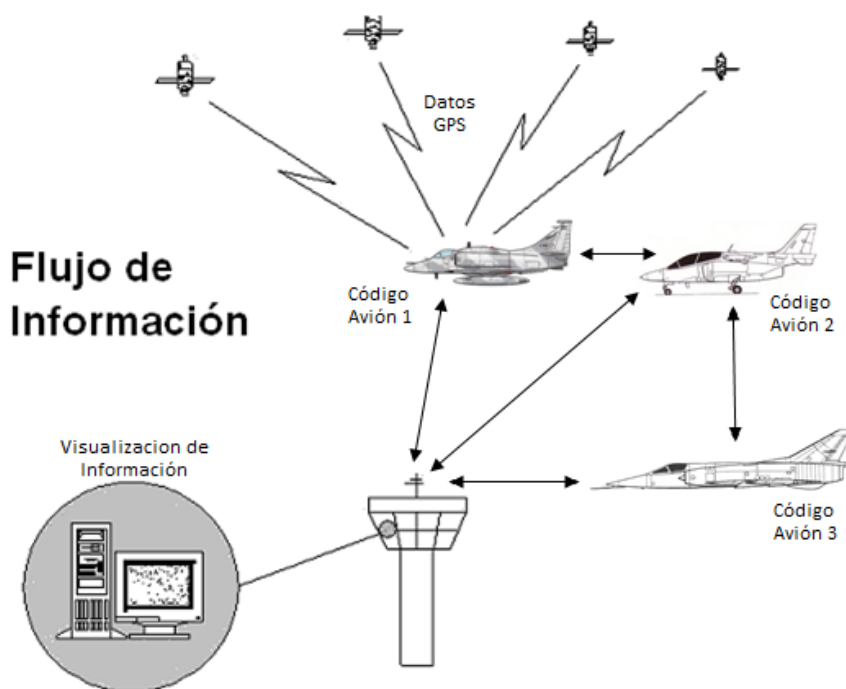 Datos
GPS
Flujo de
Información
Código
Avión 1
Código
Avión 2
Visualizacion de
Información
Código
Avión 3